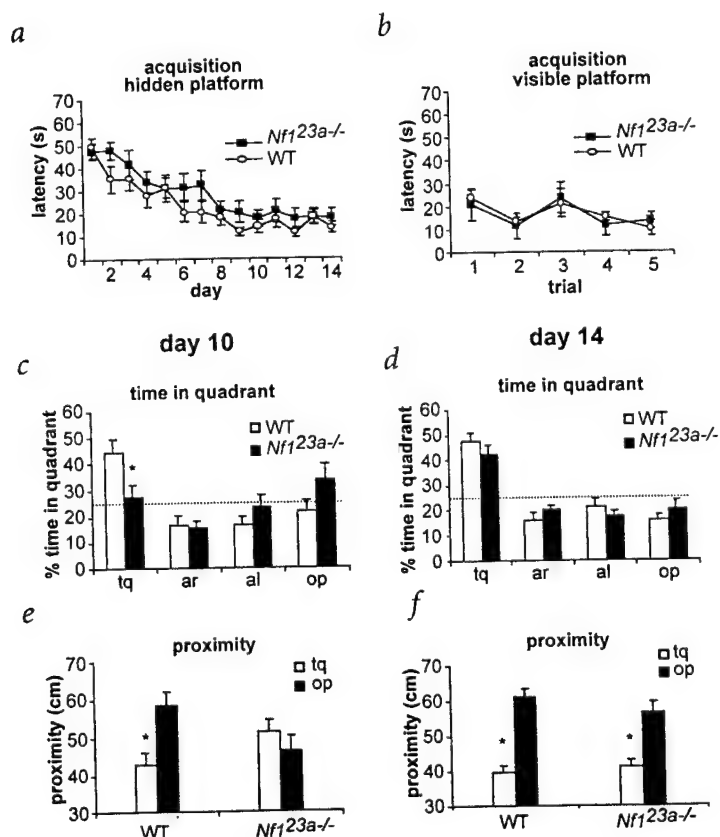 a
acquisition
hidden platform
70
60
50
40
30
20
10
0
latency (s)
Nf1 23a-/-
WT
2 4 6 8 10 12 14
day
b
acquisition
visible platform
70
60
50
40
30
20
10
0
latency (s)
Nf1 23a-/-
WT
1 2 3 4 5
trial
day 10
c
time in quadrant
60
50
40
30
20
10
0
% time in quadrant
WT
Nf1 23a-/-
*
tq ar al op
day 14
d
time in quadrant
60
50
40
30
20
10
0
% time in quadrant
WT
Nf1 23a-/-
tq ar al op
e
proximity
70
60
50
40
30
proximity (cm)
tq
op
*
WT Nf1 23a-/-
f
proximity
70
60
50
40
30
proximity (cm)
tq
op
* *
WT Nf1 23a-/-